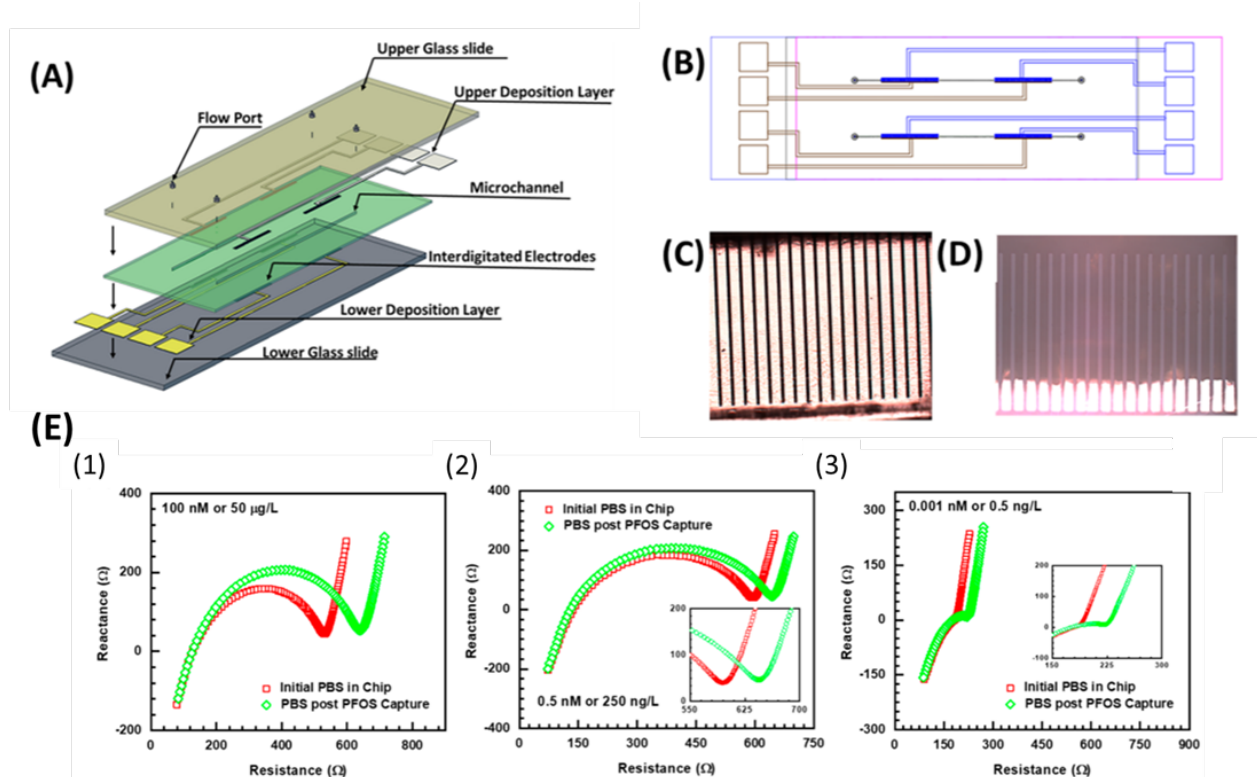 (A)
Upper Glass slide
Upper Deposition Layer
Flow Port
Microchannel
Interdigitated Electrodes
Lower Deposition Layer
Lower Glass slide
(B)
(C)
(D)
(E)
(1)
400
200
0
-200
0
200
400
600
800
Reactance (Ω)
Resistance (Ω)
100 nM or 50 µg/L
Initial PBS in Chip
PBS post PFOS Capture
(2)
600
400
200
0
-200
-400
0
150
300
450
600
750
Reactance (Ω)
Resistance (Ω)
Initial PBS in Chip
PBS post PFOS Capture
0.5 nM or 250 ng/L
200
100
0
550
625
700
(3)
450
300
150
0
-150
-300
0
150
300
450
600
750
900
Reactance (Ω)
Resistance (Ω)
0.001 nM or 0.5 ng/L
200
100
0
-100
150
225
300
Initial PBS in Chip
PBS post PFOS Capture